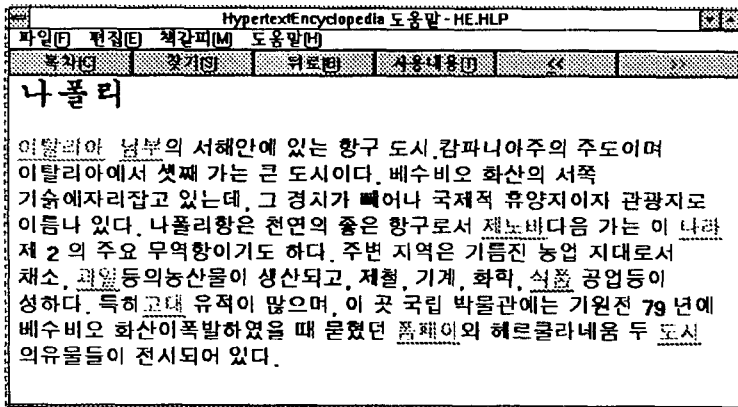 HypertextEncyclopedia 도움말 - HE.HLP
파일(F) 편집(E) 책갈피(M) 도움말(H)
목차(C) 찾기(S) 뒤로(B) 사용내용(T) << >>
나폴리
이탈리아 남부의 서해안에 있는 항구 도시.캄파니아주의 주도이며
이탈리아에서 셋째 가는 큰 도시이다. 베수비오 화산의 서쪽
기슭에자리잡고 있는데, 그 경치가 빼어나 국제적 휴양지이자 관광지로
이름나 있다. 나폴리항은 천연의 좋은 항구로서 제노바다음 가는 이 나라
제 2 의 주요 무역항이기도 하다. 주변 지역은 기름진 농업 지대로서
채소, 과일등의농산물이 생산되고, 제철, 기계, 화학, 식품 공업등이
성하다. 특히고대 유적이 많으며, 이 곳 국립 박물관에는 기원전 79 년에
베수비오 화산이폭발하였을 때 묻혔던 폼페이와 헤르쿨라네움 두 도시
의유물들이 전시되어 있다.